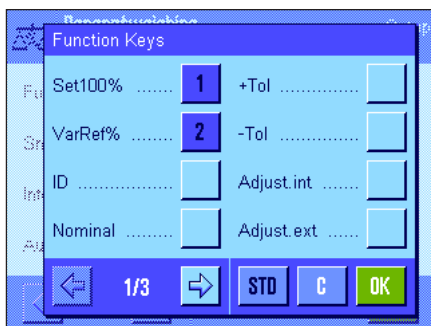 Function Keys
Set100% ....... 1 +Tol ..............
VarRef% ........ 2 -Tol ..............
ID .................. Adjust.int .......
Nominal ......... Adjust.ext ......
1/3 STD C OK